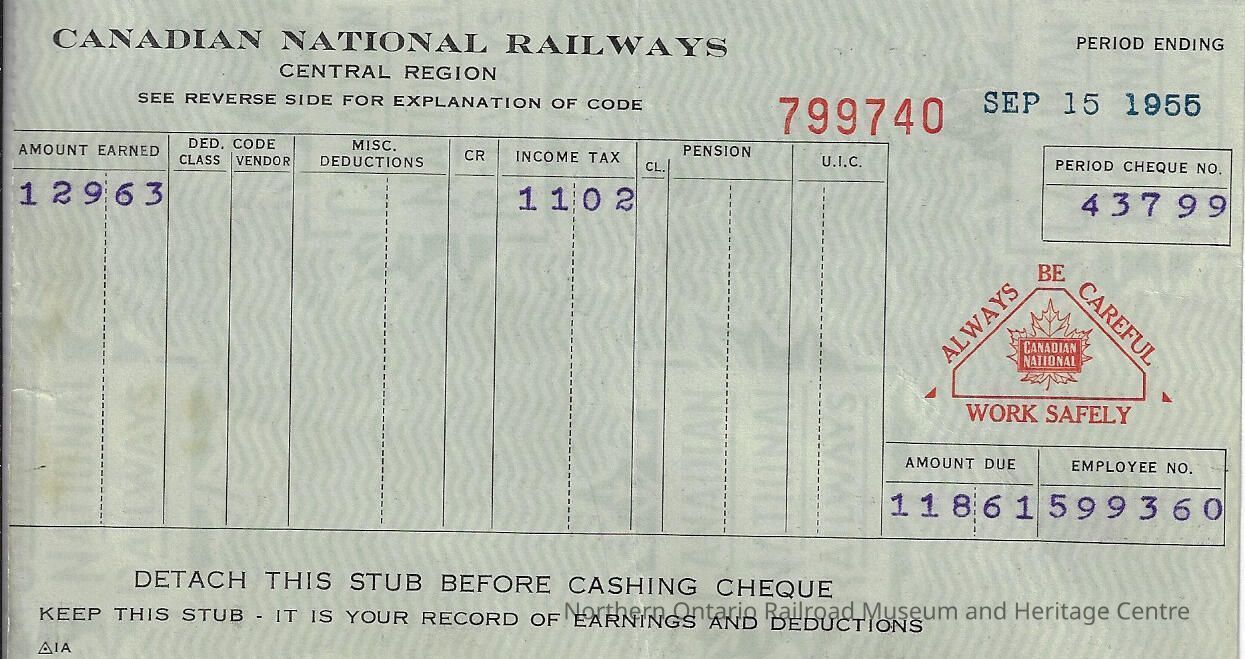 CANADIAN NATIONAL RAILWAYS
CENTRAL REGION
SEE REVERSE SIDE FOR EXPLANATION OF CODE
799740
PERIOD ENDING
SEP 15 1955
AMOUNT EARNED
DED. CODE
CLASS VENDOR
MISC.
DEDUCTIONS
CR
INCOME TAX
CL.
PENSION
U.I.C.
12963
1102
PERIOD CHEQUE NO.
43799
ALWAYS BE CAREFUL
CANADIAN
NATIONAL
WORK SAFELY
AMOUNT DUE EMPLOYEE NO.
11861 599360
DETACH THIS STUB BEFORE CASHING CHEQUE
KEEP THIS STUB - IT IS YOUR RECORD OF EARNINGS AND DEDUCTIONS
Northern Ontario Railroad Museum and Heritage Centre
1A